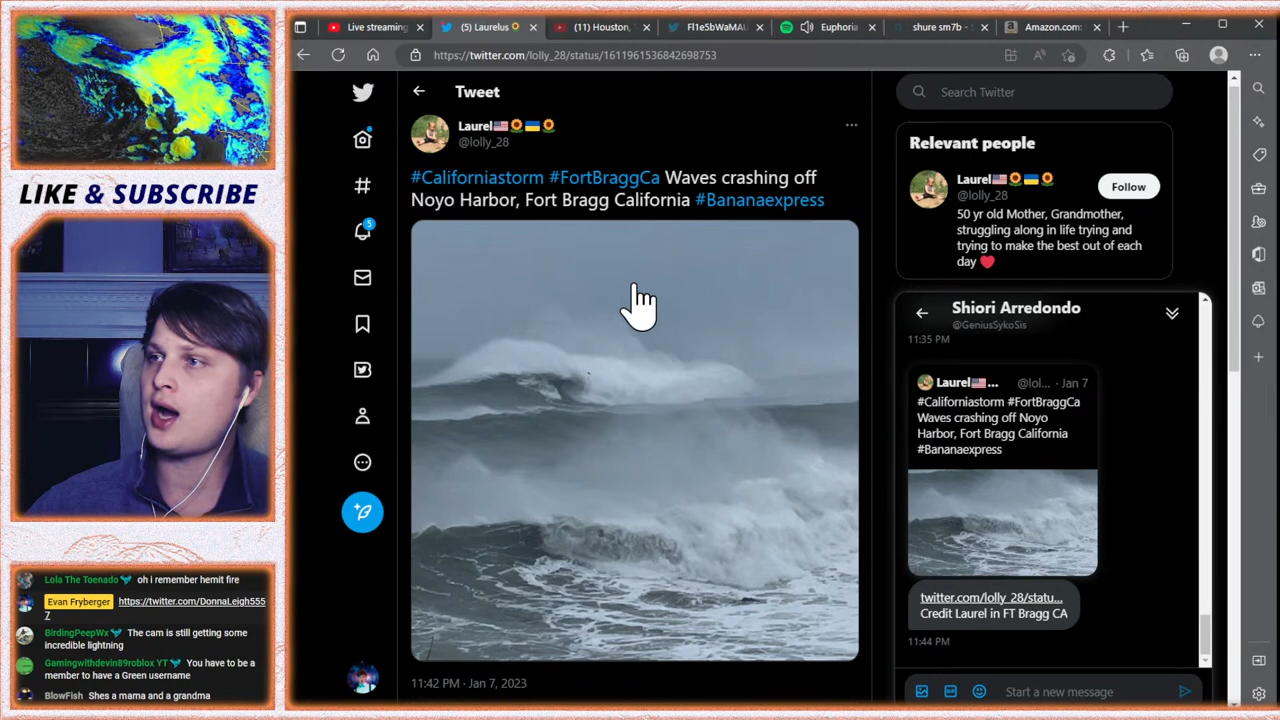 Live streaming
(5) Laurelus
(11) Houston,
Fl1e5bWaMAU
Euphoria
shure sm7b -
Amazon.com:
https://twitter.com/lolly_28/status/1611961536842698753
LIKE & SUBSCRIBE
Lola The Toenado oh i remember hemit fire
Evan Fryberger https://twitter.com/DonnaLeigh555
7
BirdingPeepWx The cam is still getting some
incredible lightning
Gamingwithdevin89roblox YT You have to be a
member to have a Green username
BlowFish Shes a mama and a grandma
5
Tweet
Laurel
@lolly_28
#Californiastorm #FortBraggCa Waves crashing off
Noyo Harbor, Fort Bragg California #Bananaexpress
11:42 PM · Jan 7, 2023
Search Twitter
Relevant people
Laurel
@lolly_28
Follow
50 yr old Mother, Grandmother,
struggling along in life trying and
trying to make the best out of each
day
Shiori Arredondo
@GeniusSykoSis
11:35 PM
Laurel... @lol... · Jan 7
#Californiastorm #FortBraggCa
Waves crashing off Noyo
Harbor, Fort Bragg California
#Bananaexpress
twitter.com/lolly_28/statu...
Credit Laurel in FT Bragg CA
11:44 PM
Start a new message